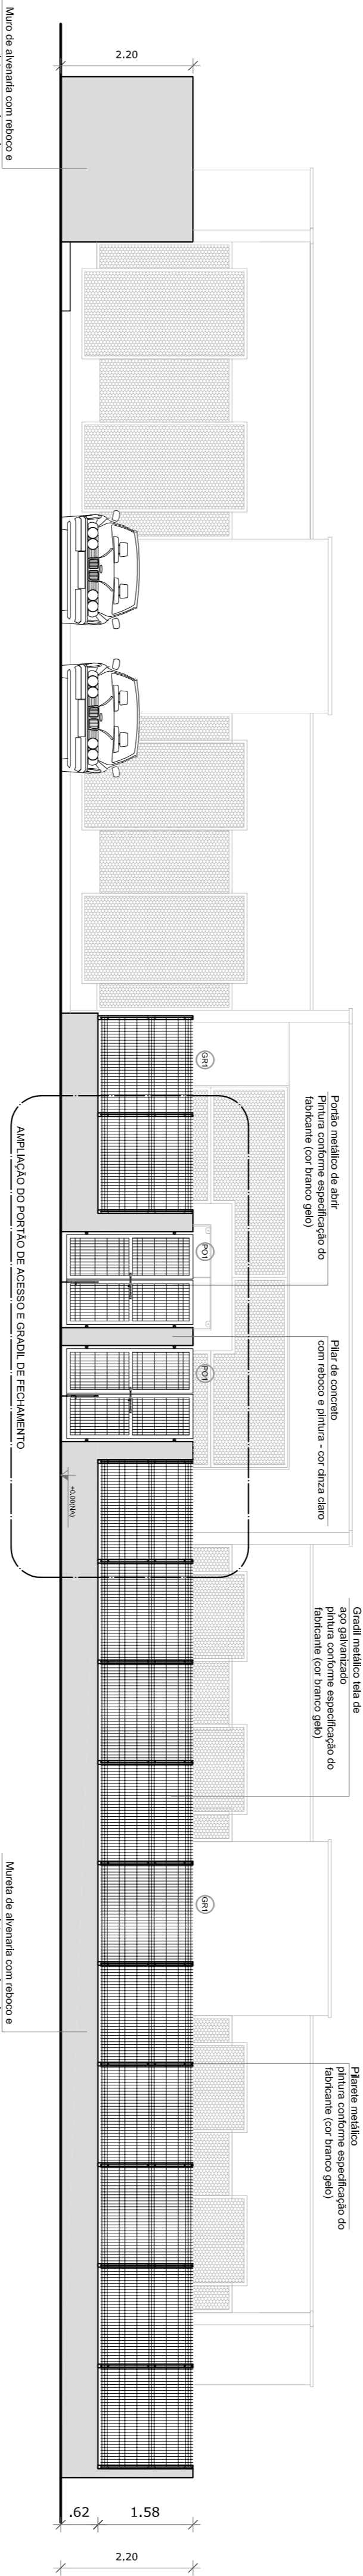 2.20
Muro de alvenaria com reboco e
GR1
Portão metálico de abrir
Pintura conforme especificação do
fabricante (cor branco gelo)
PO1
Pilar de concreto
com reboco e pintura - cor cinza claro
PO1
AMPLIAÇÃO DO PORTÃO DE ACESSO E GRADIL DE FECHAMENTO
+0,00(NA)
Gradil metálico tela de
aço galvanizado
pintura conforme especificação do
fabricante (cor branco gelo)
GR1
Mureta de alvenaria com reboco e
Pilarete metálico
pintura conforme especificação do
fabricante (cor branco gelo)
.62
1.58
2.20